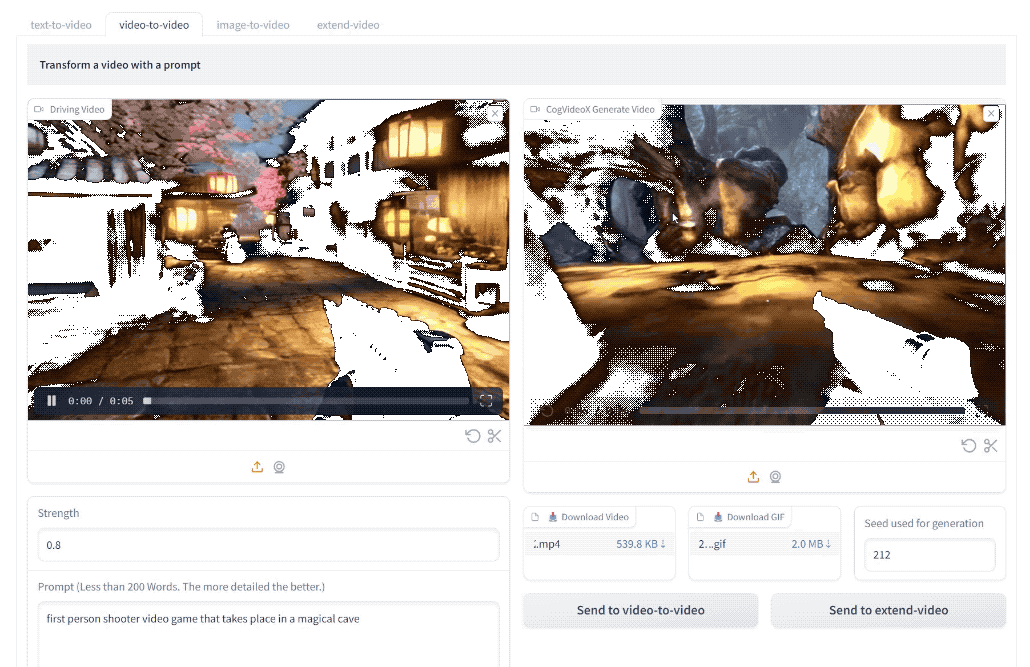 text-to-video
video-to-video
image-to-video
extend-video
Transform a video with a prompt
Driving Video
0:00 / 0:05
Strength
0.8
Prompt (Less than 200 Words. The more detailed the better.)
first person shooter video game that takes place in a magical cave
CogVideoX Generate Video
Download Video
.mp4
539.8 KB↓
Download GIF
2...gif
2.0 MB↓
Seed used for generation
212
Send to video-to-video
Send to extend-video